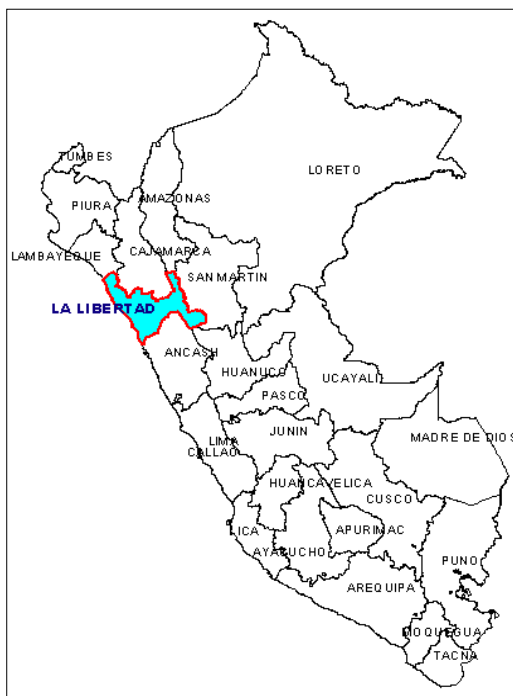 TUMBES
LORETO
AMAZONAS
PIURA
CAJAMARCA
LAMBAYEQUE
SAN MARTIN
LA LIBERTAD
ANCASH
HUANUCO
UCAYALI
PASCO
JUNIN
MADRE DE DIOS
LIMA
CALLAO
HUANCAVELICA
CUSCO
ICA
APURIMAC
AYACUCHO
PUNO
AREQUIPA
MOQUEGUA
TACNA